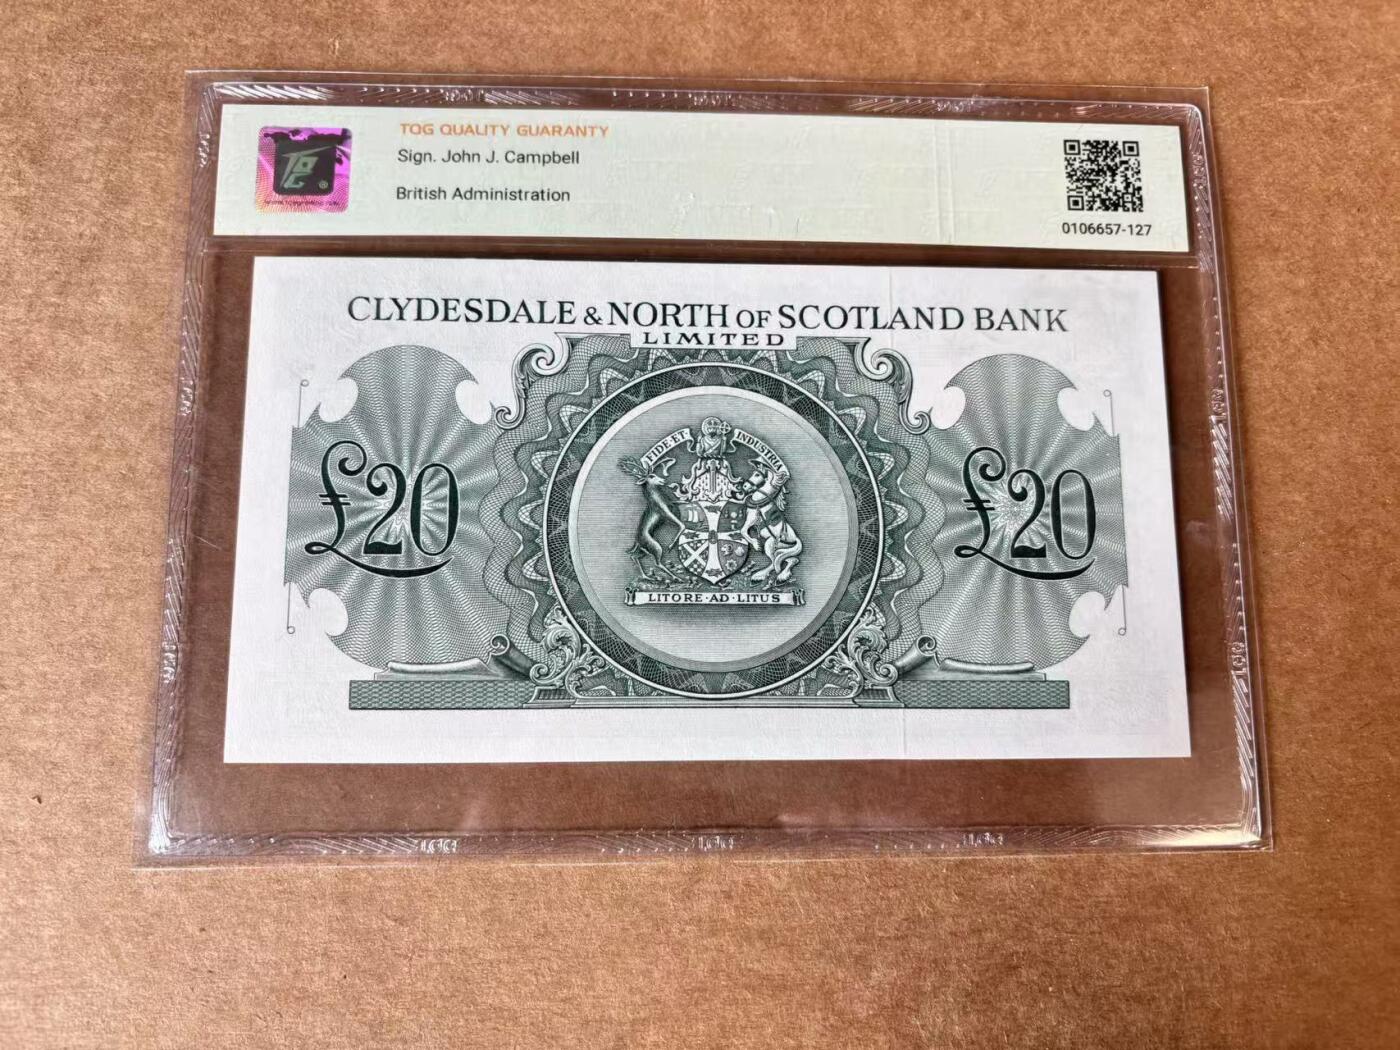 TQG QUALITY GUARANTY
Sign. John J. Campbell
British Administration
0106657-127
CLYDESDALE & NORTH OF SCOTLAND BANK
LIMITED
FIDE ET INDUSTRIA
£20
£20
LITORE·AD·LITUS